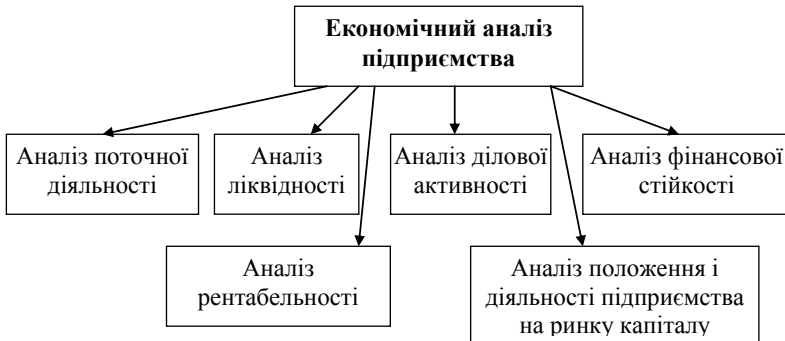 Економічний аналіз
підприємства
Аналіз поточної
діяльності
Аналіз
ліквідності
Аналіз ділової
активності
Аналіз фінансової
стійкості
Аналіз
рентабельності
Аналіз положення і
діяльності підприємства
на ринку капіталу